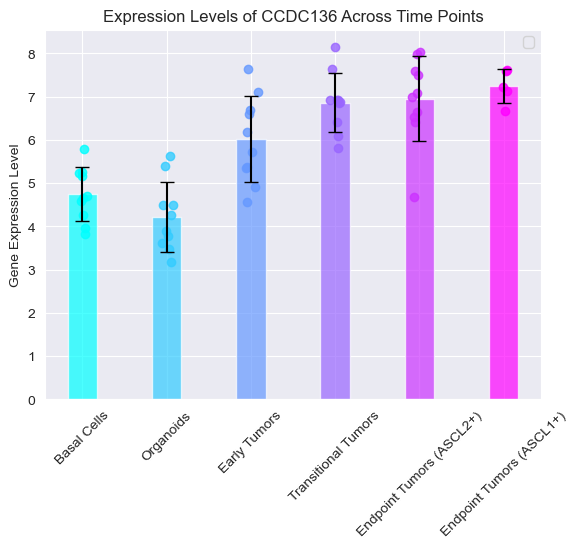 Expression Levels of CCDC136 Across Time Points
Gene Expression Level
8
7
6
5
4
3
2
1
0
Basal Cells
Organoids
Early Tumors
Transitional Tumors
Endpoint Tumors (ASCL2+)
Endpoint Tumors (ASCL1+)